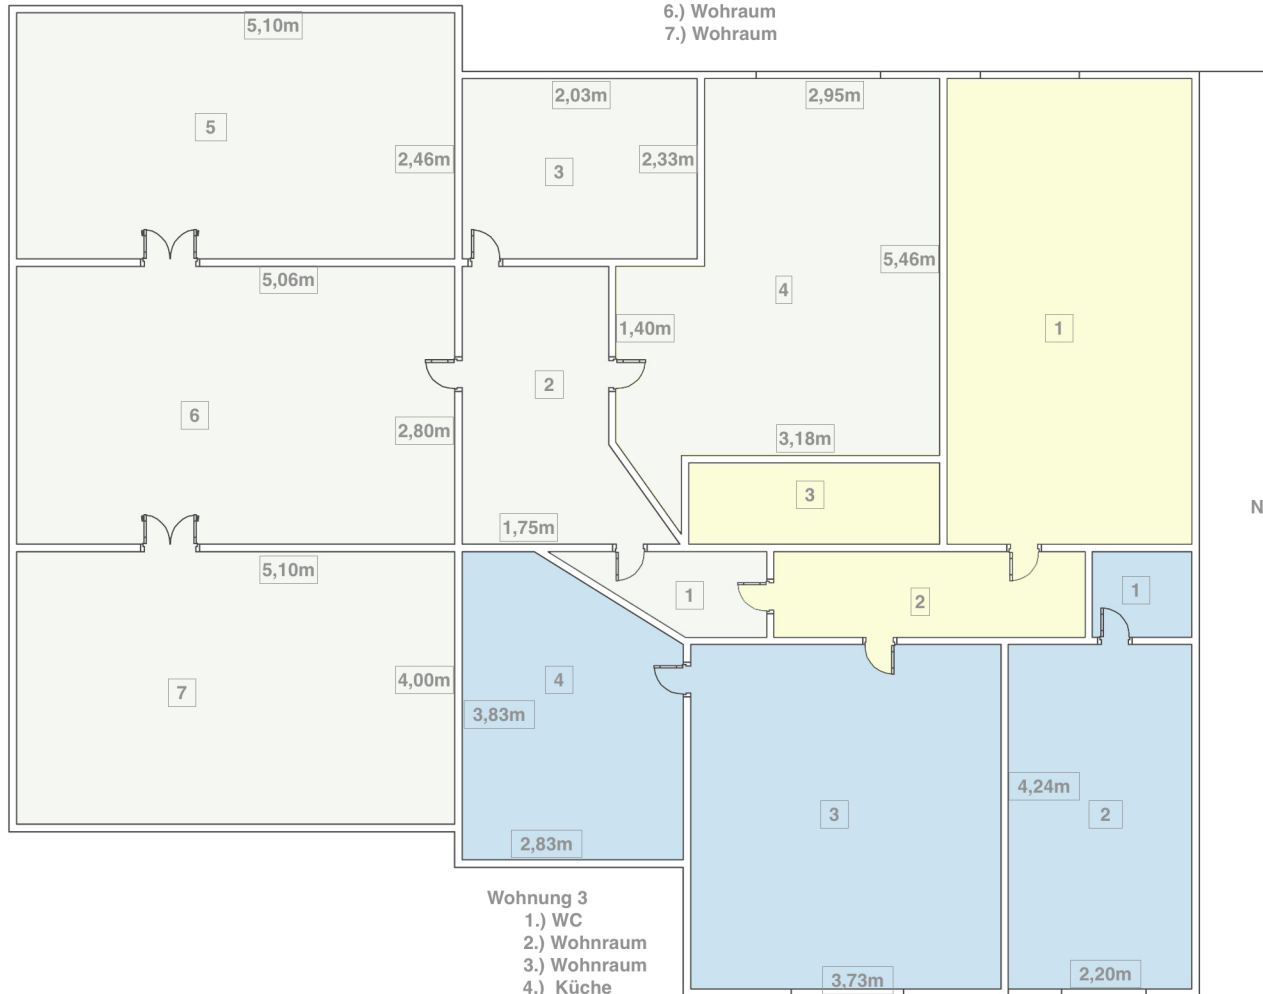 6.) Wohraum
7.) Wohraum
5,10m
2,03m
2,95m
5
2,46m
3
2,33m
5,46m
5,06m
4
1,40m
1
2
6
2,80m
3,18m
3
1,75m
N
5,10m
1
2
1
7
4,00m
4
3,83m
4,24m
3
2
2,83m
Wohnung 3
1.) WC
2.) Wohnraum
3.) Wohnraum
4.) Küche
3,73m
2,20m